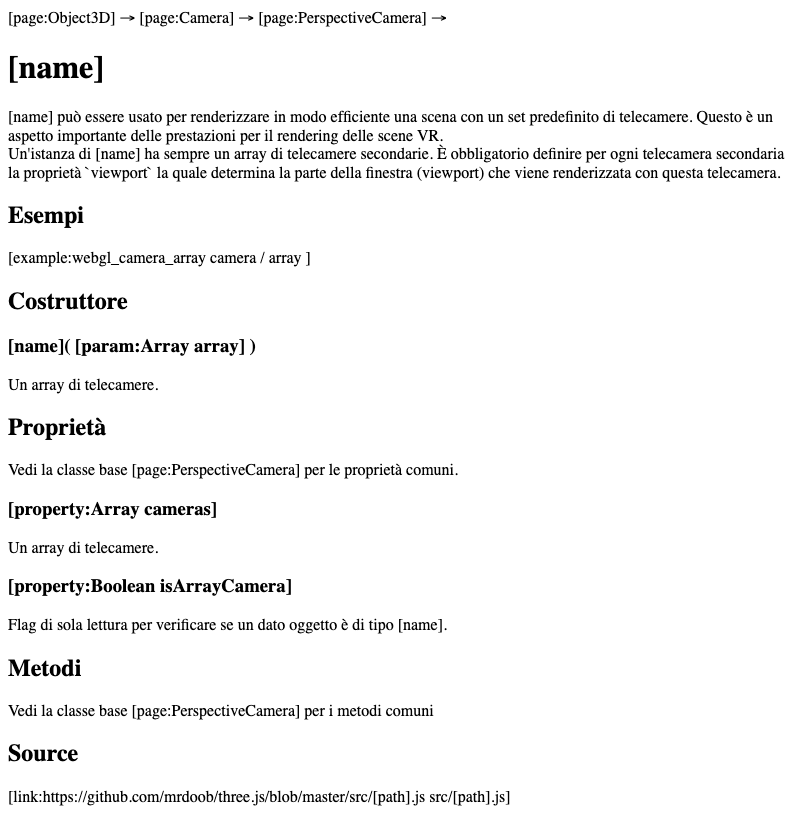 [page:Object3D] → [page:Camera] → [page:PerspectiveCamera] →
[name]
[name] può essere usato per renderizzare in modo efficiente una scena con un set predefinito di telecamere. Questo è un
aspetto importante delle prestazioni per il rendering delle scene VR.
Un'istanza di [name] ha sempre un array di telecamere secondarie. È obbligatorio definire per ogni telecamera secondaria
la proprietà `viewport` la quale determina la parte della finestra (viewport) che viene renderizzata con questa telecamera.
Esempi
[example:webgl_camera_array camera / array ]
Costruttore
[name]( [param:Array array] )
Un array di telecamere.
Proprietà
Vedi la classe base [page:PerspectiveCamera] per le proprietà comuni.
[property:Array cameras]
Un array di telecamere.
[property:Boolean isArrayCamera]
Flag di sola lettura per verificare se un dato oggetto è di tipo [name].
Metodi
Vedi la classe base [page:PerspectiveCamera] per i metodi comuni
Source
[link:https://github.com/mrdoob/three.js/blob/master/src/[path].js src/[path].js]